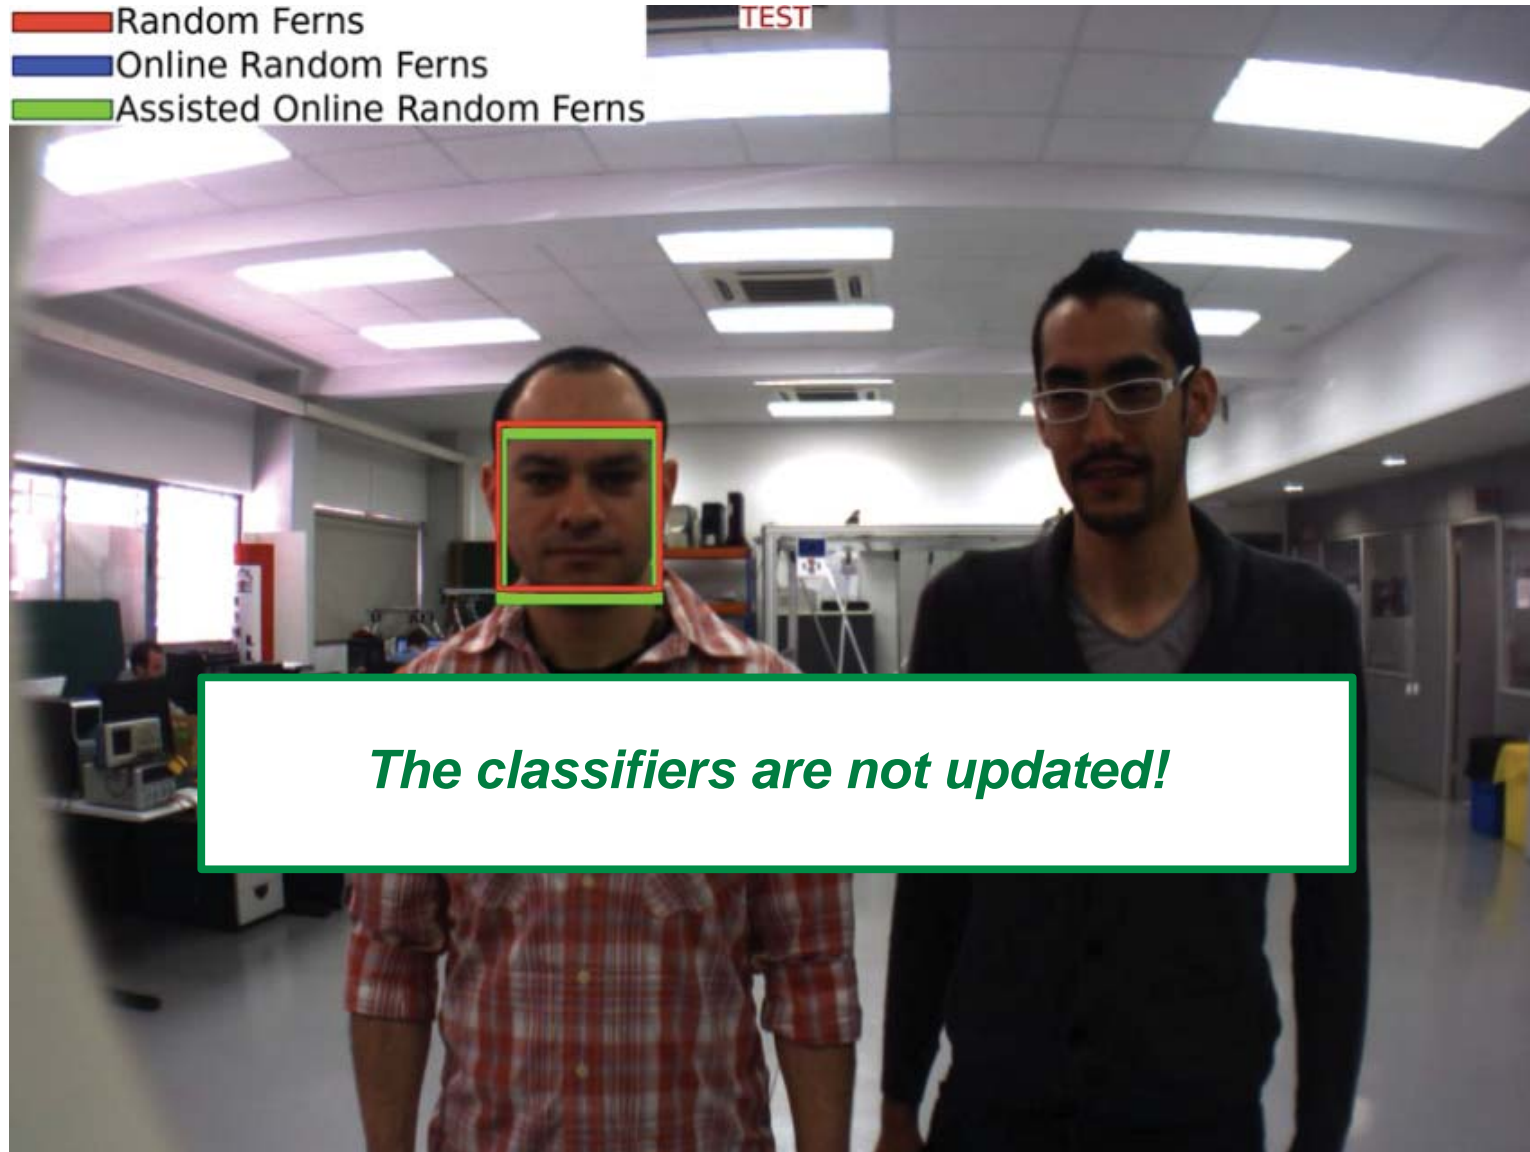 Random Ferns
TEST
Online Random Ferns
Assisted Online Random Ferns
The classifiers are not updated!